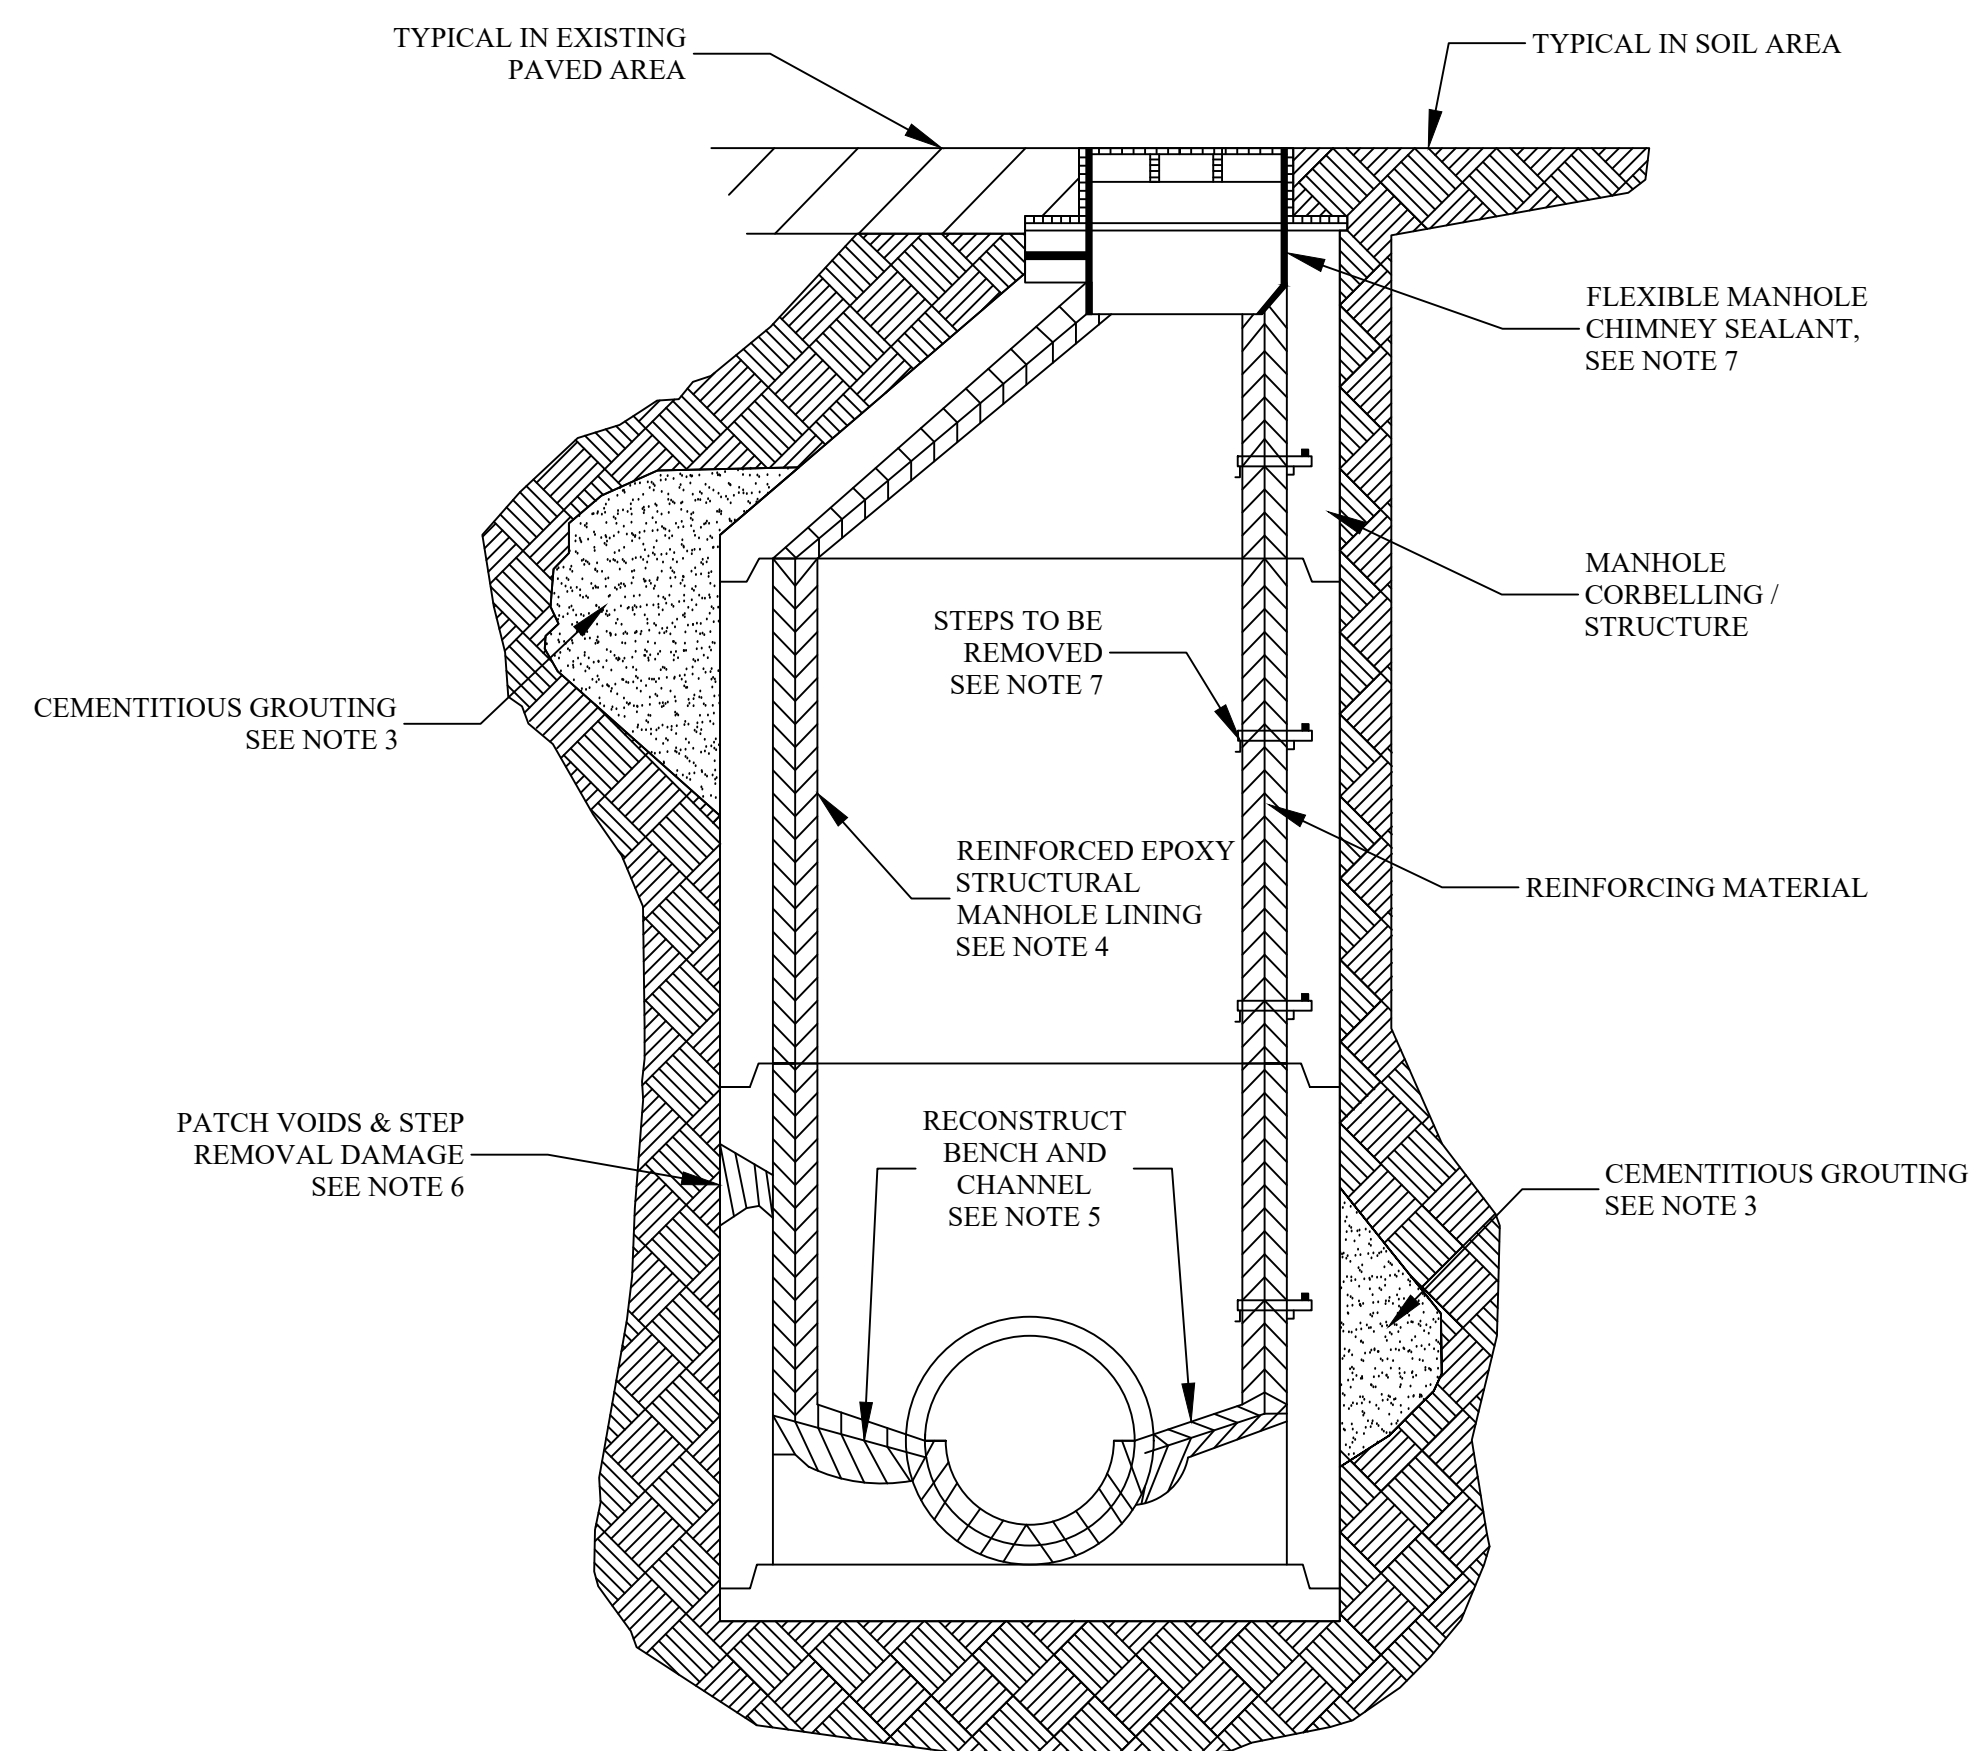 TYPICAL IN EXISTING
PAVED AREA
TYPICAL IN SOIL AREA
FLEXIBLE MANHOLE
CHIMNEY SEALANT,
SEE NOTE 7
MANHOLE
CORBELLING /
STRUCTURE
STEPS TO BE
REMOVED
SEE NOTE 7
CEMENTITIOUS GROUTING
SEE NOTE 3
REINFORCED EPOXY
STRUCTURAL
MANHOLE LINING
SEE NOTE 4
REINFORCING MATERIAL
PATCH VOIDS & STEP
REMOVAL DAMAGE
SEE NOTE 6
RECONSTRUCT
BENCH AND
CHANNEL
SEE NOTE 5
CEMENTITIOUS GROUTING
SEE NOTE 3